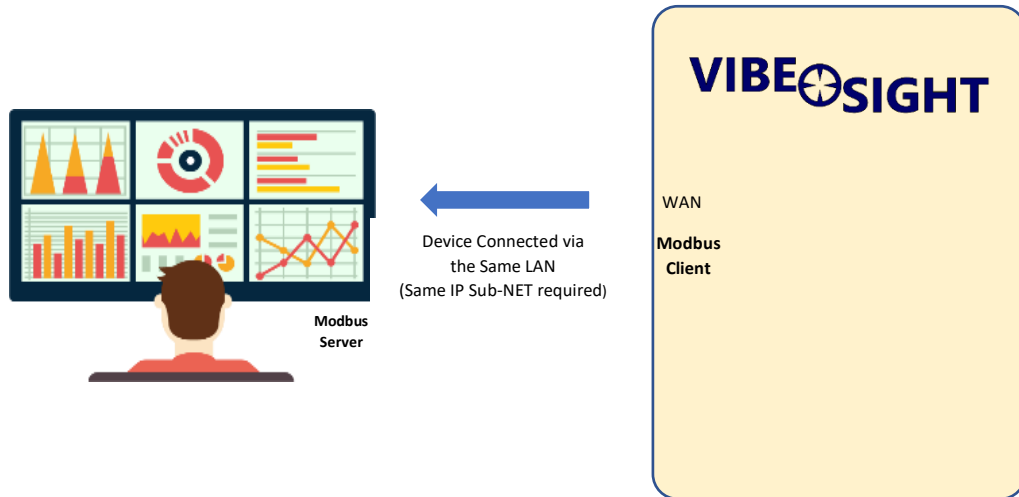 VIBE SIGHT
WAN
Device Connected via
the Same LAN
(Same IP Sub-NET required)
Modbus
Client
Modbus
Server